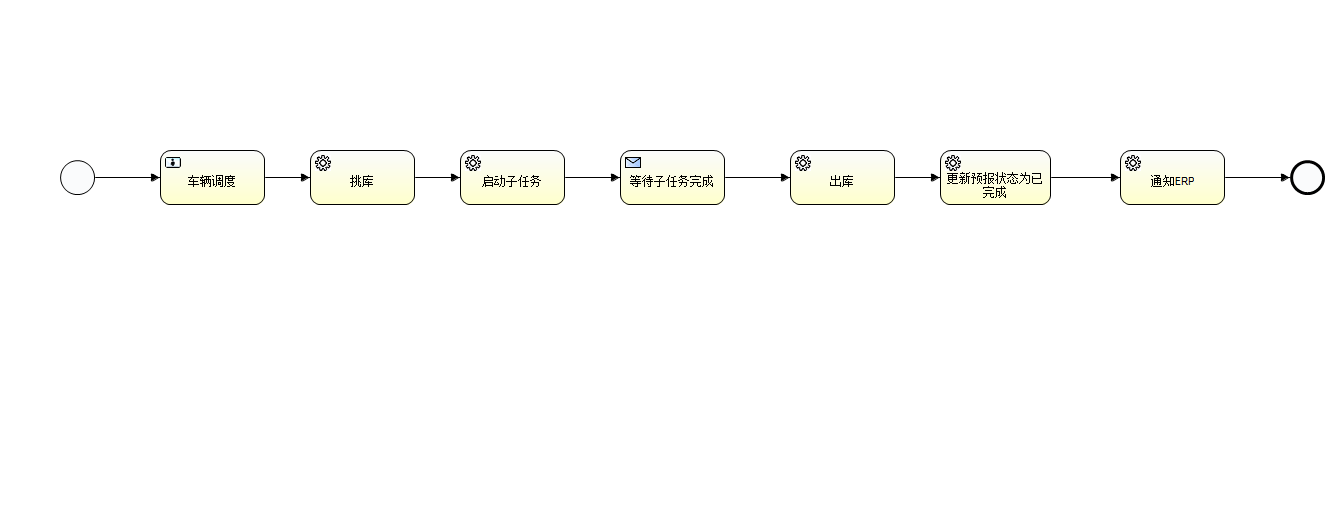 车辆调度
挑库
启动子任务
等待子任务完成
出库
更新预报状态为已
完成
通知ERP